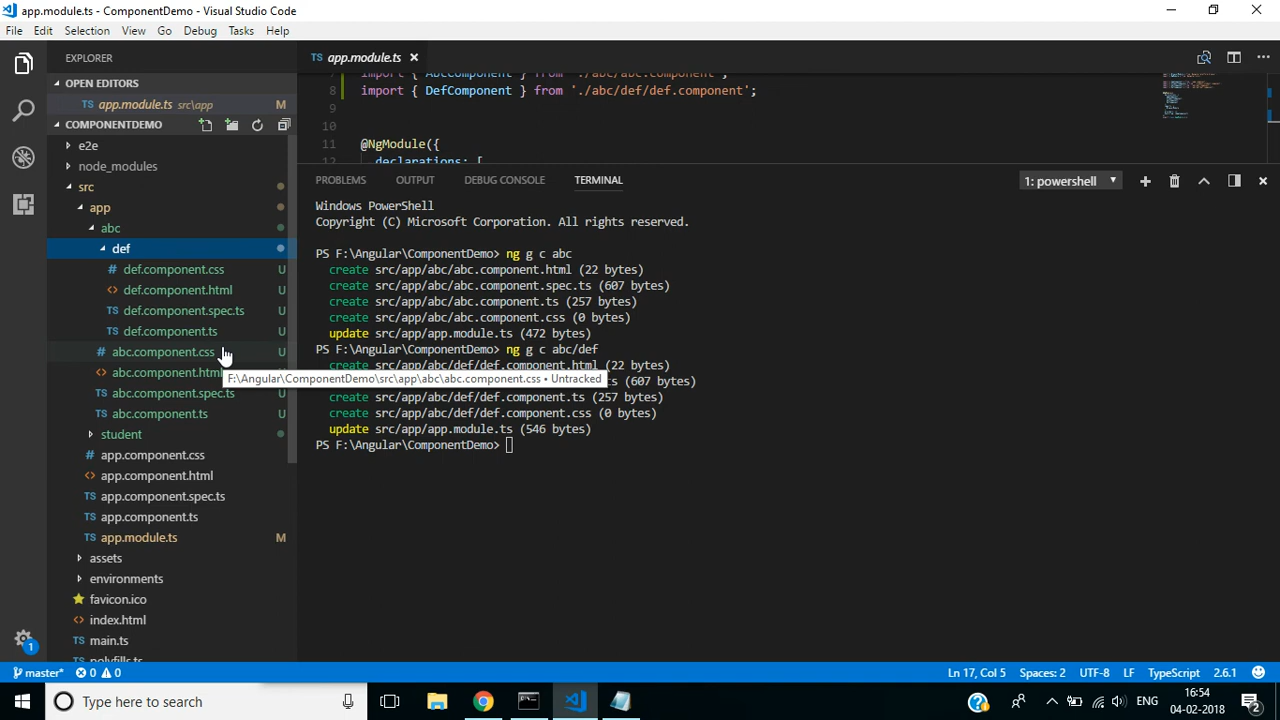 app.module.ts - ComponentDemo - Visual Studio Code
File Edit Selection View Go Debug Tasks Help
EXPLORER
OPEN EDITORS
TS app.module.ts src\app M
COMPONENTDEMO
e2e
node_modules
src
app
abc
def
# def.component.css U
<> def.component.html U
TS def.component.spec.ts U
TS def.component.ts U
# abc.component.css U
<> abc.component.html U
TS abc.component.spec.ts U
TS abc.component.ts U
student
# app.component.css
<> app.component.html
TS app.component.spec.ts
TS app.component.ts
TS app.module.ts M
assets
environments
favicon.ico
<> index.html
TS main.ts
TS polyfills.ts
TS app.module.ts
7 import { AbcComponent } from './abc/abc.component';
8 import { DefComponent } from './abc/def/def.component';
9
10
11 @NgModule({
12 declarations: [
PROBLEMS OUTPUT DEBUG CONSOLE TERMINAL 1: powershell
Windows PowerShell
Copyright (C) Microsoft Corporation. All rights reserved.
PS F:\Angular\ComponentDemo> ng g c abc
create src/app/abc/abc.component.html (22 bytes)
create src/app/abc/abc.component.spec.ts (607 bytes)
create src/app/abc/abc.component.ts (257 bytes)
create src/app/abc/abc.component.css (0 bytes)
update src/app/app.module.ts (472 bytes)
PS F:\Angular\ComponentDemo> ng g c abc/def
create src/app/abc/def/def.component.html (22 bytes)
F:\Angular\ComponentDemo\src\app\abc\abc.component.css • Untracked
ts (607 bytes)
create src/app/abc/def/def.component.ts (257 bytes)
create src/app/abc/def/def.component.css (0 bytes)
update src/app/app.module.ts (546 bytes)
PS F:\Angular\ComponentDemo>
1
master* 0 0 Ln 17, Col 5 Spaces: 2 UTF-8 LF TypeScript 2.6.1
Type here to search
ENG
16:54
04-02-2018
2